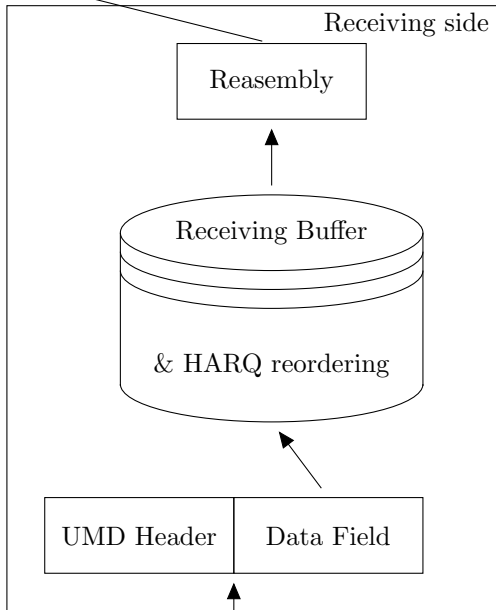 Receiving side
Reasembly
Receiving Buffer
& HARQ reordering
UMD Header
Data Field